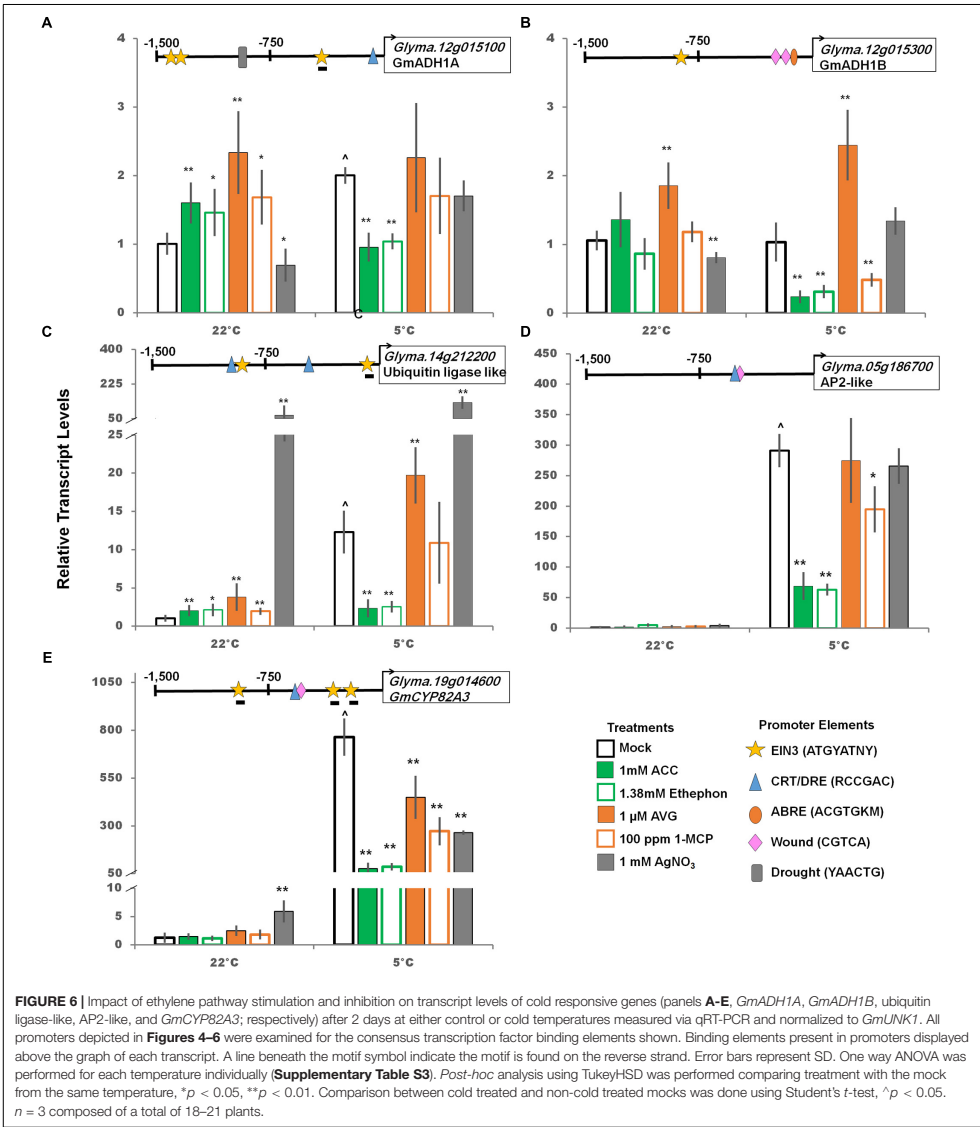 A
-1,500
-750
Glyma.12g015100
GmADH1A
4
3
2
1
0
**
*
**
*
*
^
**
**
22°C
5°C
B
-1,500
-750
Glyma.12g015300
GmADH1B
4
3
2
1
0
**
**
**
**
**
**
22°C
5°C
C
C
-1,500
-750
Glyma.14g212200
Ubiquitin ligase like
400
225
50
25
20
15
10
5
0
**
*
**
**
**
^
**
**
**
**
22°C
5°C
D
-1,500
-750
Glyma.05g186700
AP2-like
450
400
350
300
250
200
150
100
50
0
^
**
**
*
22°C
5°C
Relative Transcript Levels
E
-1,500
-750
Glyma.19g014600
GmCYP82A3
1050
800
550
300
50
10
5
0
**
^
**
**
**
**
**
22°C
5°C
Treatments
Mock
1mM ACC
1.38mM Ethephon
1 µM AVG
100 ppm 1-MCP
1 mM AgNO3
Promoter Elements
EIN3 (ATGYATNY)
CRT/DRE (RCCGAC)
ABRE (ACGTGKM)
Wound (CGTCA)
Drought (YAACTG)
FIGURE 6 | Impact of ethylene pathway stimulation and inhibition on transcript levels of cold responsive genes (panels A-E, GmADH1A, GmADH1B, ubiquitin
ligase-like, AP2-like, and GmCYP82A3; respectively) after 2 days at either control or cold temperatures measured via qRT-PCR and normalized to GmUNK1. All
promoters depicted in Figures 4–6 were examined for the consensus transcription factor binding elements shown. Binding elements present in promoters displayed
above the graph of each transcript. A line beneath the motif symbol indicate the motif is found on the reverse strand. Error bars represent SD. One way ANOVA was
performed for each temperature individually (Supplementary Table S3). Post-hoc analysis using TukeyHSD was performed comparing treatment with the mock
from the same temperature, *p < 0.05, **p < 0.01. Comparison between cold treated and non-cold treated mocks was done using Student's t-test, ^p < 0.05.
n = 3 composed of a total of 18–21 plants.